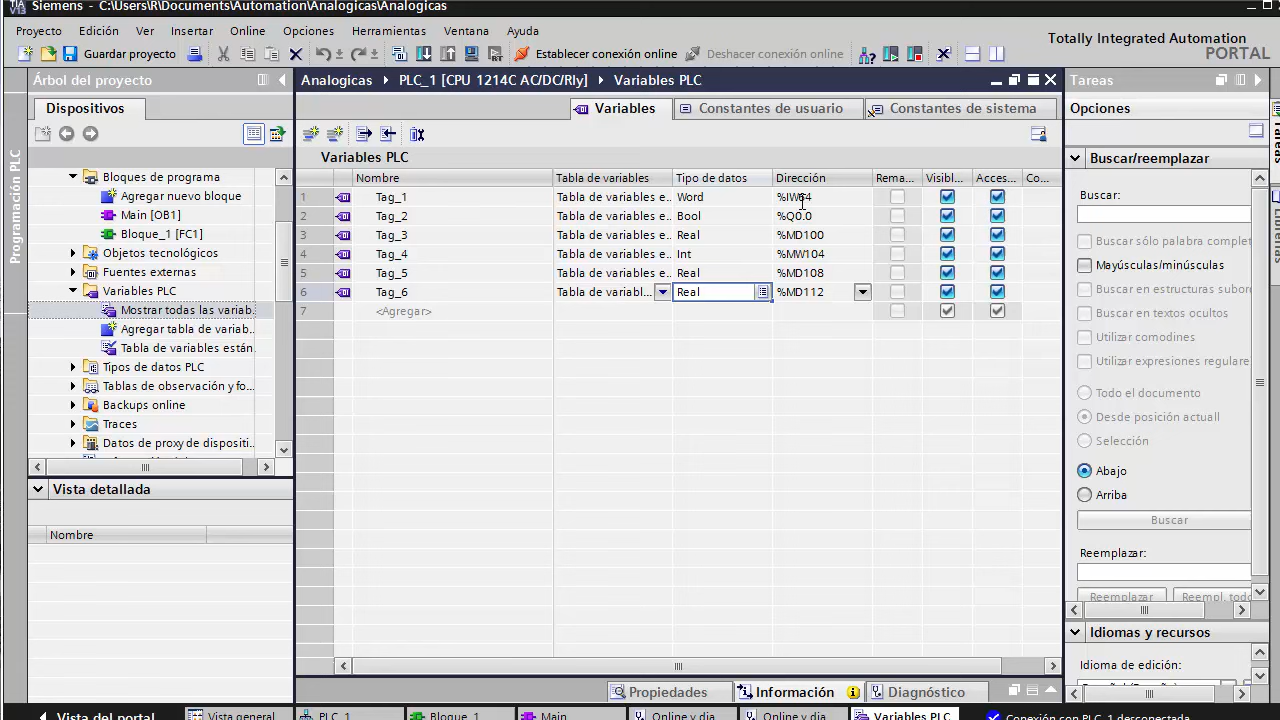 Siemens - C:\Users\R\Documents\Automation\Analogicas\Analogicas
Proyecto Edición Ver Insertar Online Opciones Herramientas Ventana Ayuda
Totally Integrated Automation
PORTAL
Guardar proyecto Establecer conexión online Deshacer conexión online
Árbol del proyecto
Analogicas PLC_1 [CPU 1214C AC/DC/Rly] Variables PLC
Tareas
Dispositivos
Variables Constantes de usuario Constantes de sistema
Opciones
Programación PLC
Variables PLC
Buscar/reemplazar
Bloques de programa
Agregar nuevo bloque
Main [OB1]
Bloque_1 [FC1]
Objetos tecnológicos
Fuentes externas
Variables PLC
Mostrar todas las variab.
Agregar tabla de variab..
Tabla de variables están
Tipos de datos PLC
Tablas de observación y fo...
Backups online
Traces
Datos de proxy de dispositi..
Nombre Tabla de variables Tipo de datos Dirección Rema... Visibl.. Acces... Co...
1 Tag_1 Tabla de variables e.. Word
2 Tag_2 Tabla de variables e.. Bool %Q0.0
3 Tag_3 Tabla de variables e.. Real %MD100
4 Tag_4 Tabla de variables e.. Int %MW104
5 Tag_5 Tabla de variables e.. Real %MD108
6 Tag_6 Tabla de variabl... Real %MD112
7 <Agregar>
Buscar:
Buscar sólo palabra complet
Mayúsculas/minúsculas
Buscar en estructuras subor
Buscar en textos ocultos
Utilizar comodines
Utilizar expresiones regulare
Todo el documento
Desde posición actuall
Selección
Abajo
Arriba
Buscar
Reemplazar:
Reemplazar Reempl. todo
Idiomas y recursos
Idioma de edición:
Vista detallada
Nombre
Propiedades Información Diagnóstico
Vista del portal Vista general PLC_1 Bloque_1 Main Online y dia Online y dia Variables PLC Conexión con PLC_1 desconectada